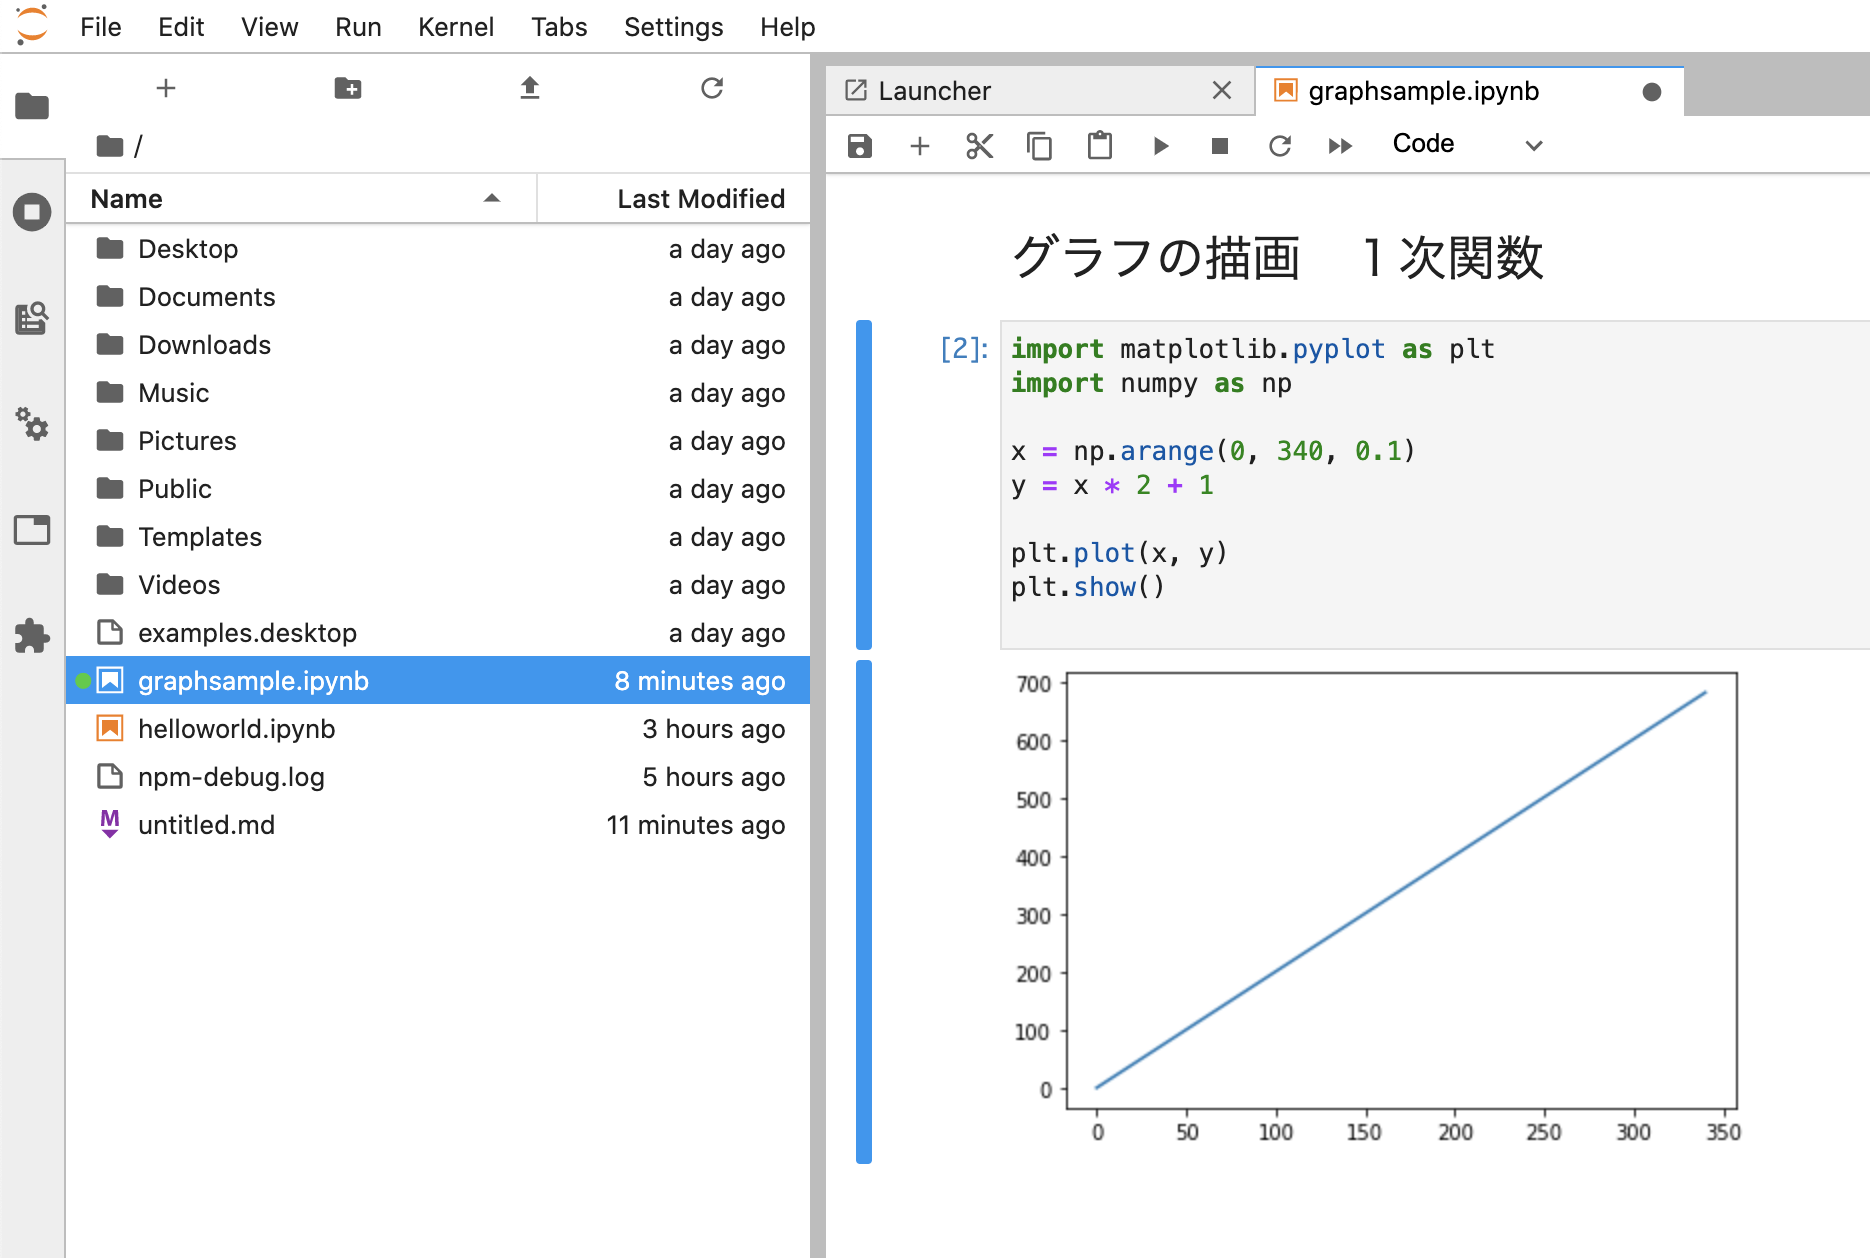 File Edit View Run Kernel Tabs Settings Help
/
Name Last Modified
Desktop a day ago
Documents a day ago
Downloads a day ago
Music a day ago
Pictures a day ago
Public a day ago
Templates a day ago
Videos a day ago
examples.desktop a day ago
graphsample.ipynb 8 minutes ago
helloworld.ipynb 3 hours ago
npm-debug.log 5 hours ago
M untitled.md 11 minutes ago
Launcher graphsample.ipynb
Code
グラフの描画　１次関数
[2]: import matplotlib.pyplot as plt
import numpy as np
x = np.arange(0, 340, 0.1)
y = x * 2 + 1
plt.plot(x, y)
plt.show()
700
600
500
400
300
200
100
0
0 50 100 150 200 250 300 350